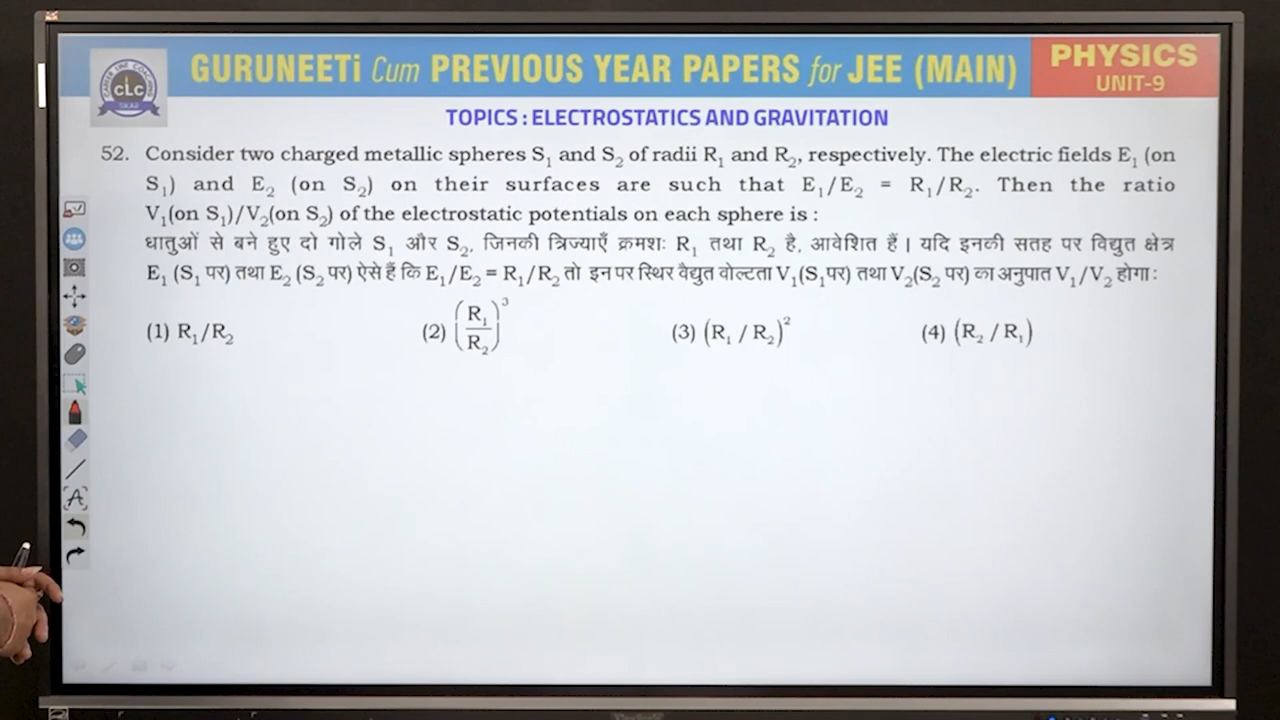 GURUNEETi Cum PREVIOUS YEAR PAPERS for JEE (MAIN)
PHYSICS
UNIT-9
CLC
TOPICS : ELECTROSTATICS AND GRAVITATION
52. Consider two charged metallic spheres S₁ and S₂ of radii R₁ and R₂, respectively. The electric fields E₁ (on
S₁) and E₂ (on S₂) on their surfaces are such that E₁/E₂ = R₁/R₂. Then the ratio
V₁(on S₁)/V₂(on S₂) of the electrostatic potentials on each sphere is :
धातुओं से बने हुए दो गोले S₁ और S₂, जिनकी त्रिज्याएँ क्रमशः R₁ तथा R₂ है, आवेशित हैं। यदि इनकी सतह पर विद्युत क्षेत्र
E₁ (S₁ पर) तथा E₂ (S₂ पर) ऐसे हैं कि E₁/E₂ = R₁/R₂ तो इन पर स्थिर वैद्युत वोल्टता V₁(S₁पर) तथा V₂(S₂ पर) का अनुपात V₁/V₂ होगा :
(1) R₁/R₂ (2) (R₁/R₂)³ (3) (R₁ / R₂)² (4) (R₂ / R₁)